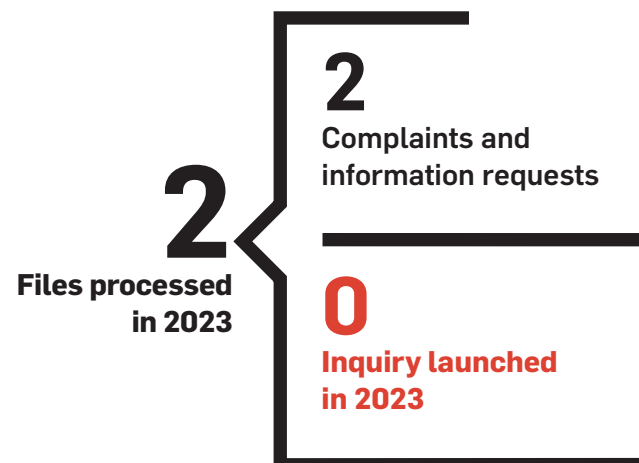 2
Files processed
in 2023
2
Complaints and
information requests
0
Inquiry launched
in 2023